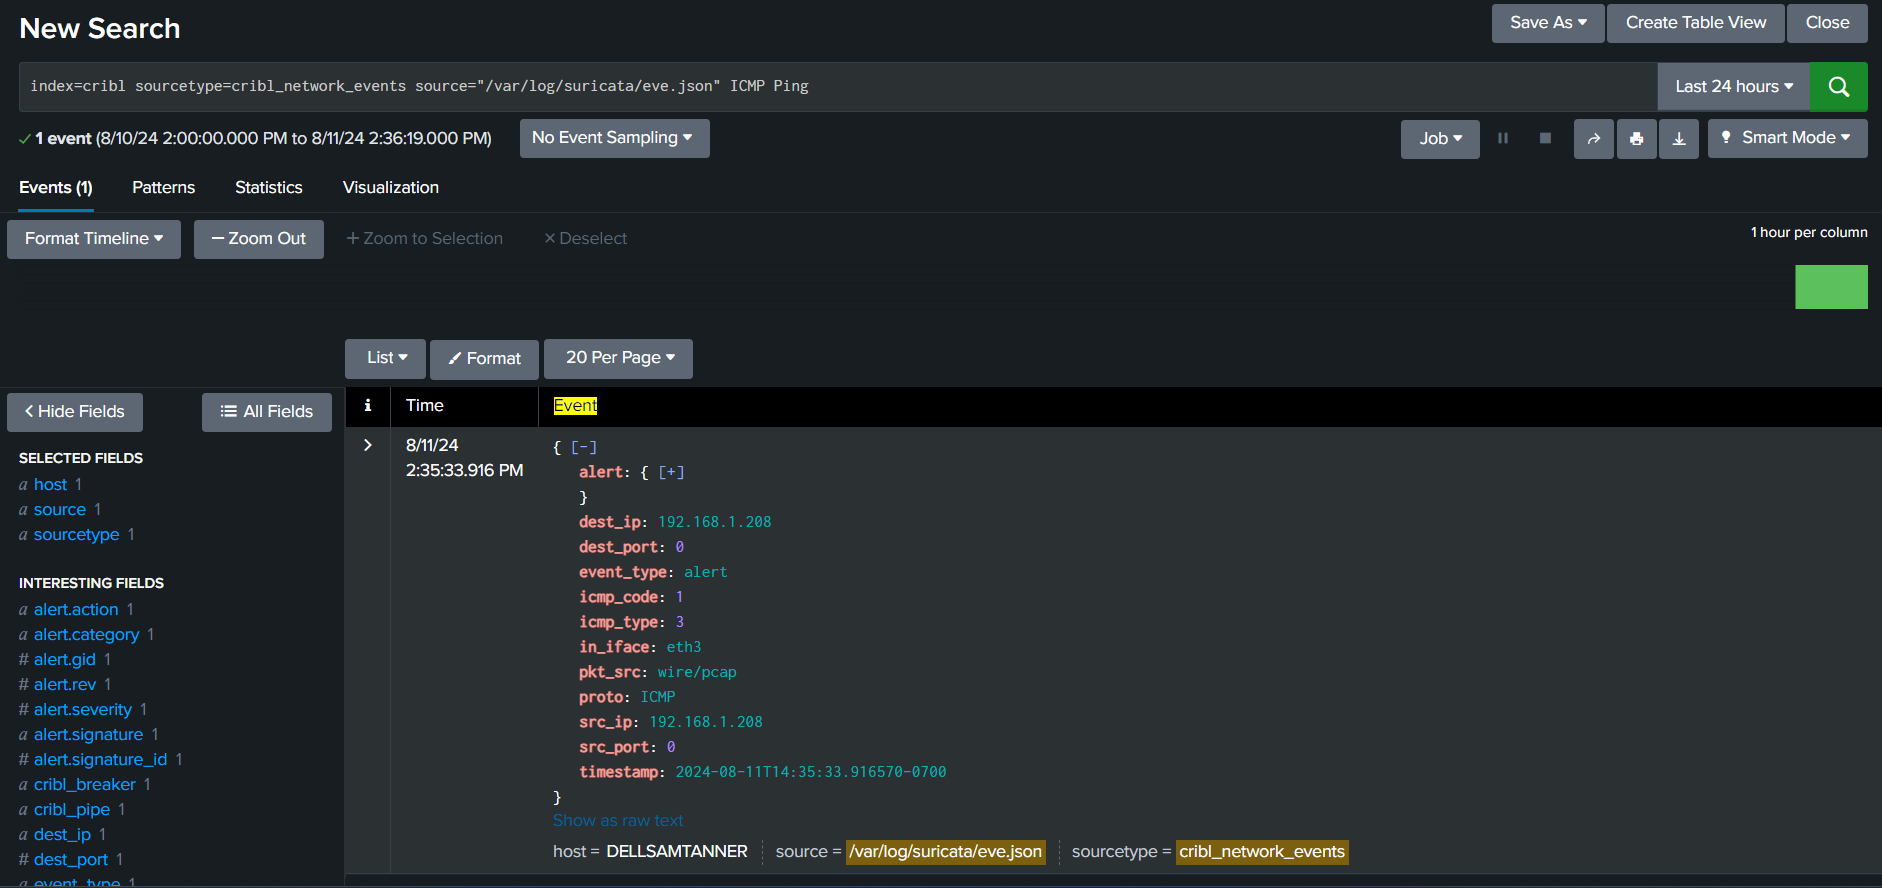 New Search
Save As
Create Table View
Close
index=cribl sourcetype=cribl_network_events source="/var/log/suricata/eve.json" ICMP Ping
Last 24 hours
1 event (8/10/24 2:00:00.000 PM to 8/11/24 2:36:19.000 PM)
No Event Sampling
Job
Smart Mode
Events (1)
Patterns
Statistics
Visualization
Format Timeline
Zoom Out
+ Zoom to Selection
× Deselect
1 hour per column
List
Format
20 Per Page
Hide Fields
All Fields
SELECTED FIELDS
a host 1
a source 1
a sourcetype 1
INTERESTING FIELDS
a alert.action 1
a alert.category 1
# alert.gid 1
# alert.rev 1
# alert.severity 1
a alert.signature 1
# alert.signature_id 1
a cribl_breaker 1
a cribl_pipe 1
a dest_ip 1
# dest_port 1
a event_type 1
i
Time
Event
8/11/24
2:35:33.916 PM
{ [-]
alert: { [+]
}
dest_ip: 192.168.1.208
dest_port: 0
event_type: alert
icmp_code: 1
icmp_type: 3
in_iface: eth3
pkt_src: wire/pcap
proto: ICMP
src_ip: 192.168.1.208
src_port: 0
timestamp: 2024-08-11T14:35:33.916570-0700
}
Show as raw text
host = DELLSAMTANNER
source = /var/log/suricata/eve.json
sourcetype = cribl_network_events